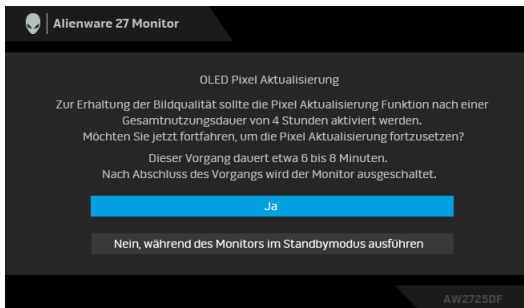 Alienware 27 Monitor
OLED Pixel Aktualisierung
Zur Erhaltung der Bildqualität sollte die Pixel Aktualisierung Funktion nach einer
Gesamtnutzungsdauer von 4 Stunden aktiviert werden.
Möchten Sie jetzt fortfahren, um die Pixel Aktualisierung fortzusetzen?
Dieser Vorgang dauert etwa 6 bis 8 Minuten.
Nach Abschluss des Vorgangs wird der Monitor ausgeschaltet.
Ja
Nein, während des Monitors im Standbymodus ausführen
AW2725DF